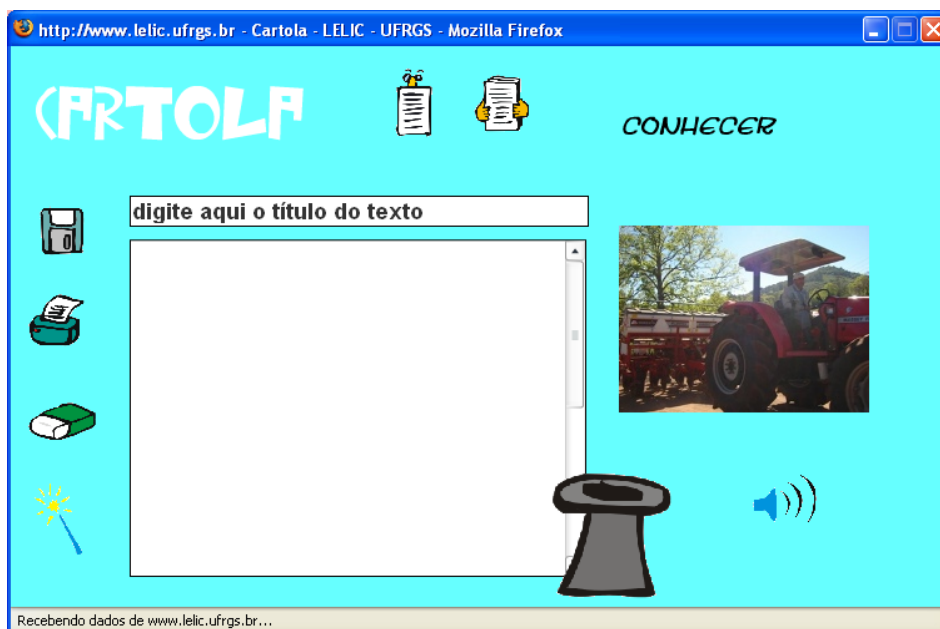 http://www.lelic.ufrgs.br - Cartola - LELIC - UFRGS - Mozilla Firefox
CARTOLA
CONHECER
digite aqui o título do texto
Recebendo dados de www.lelic.ufrgs.br...